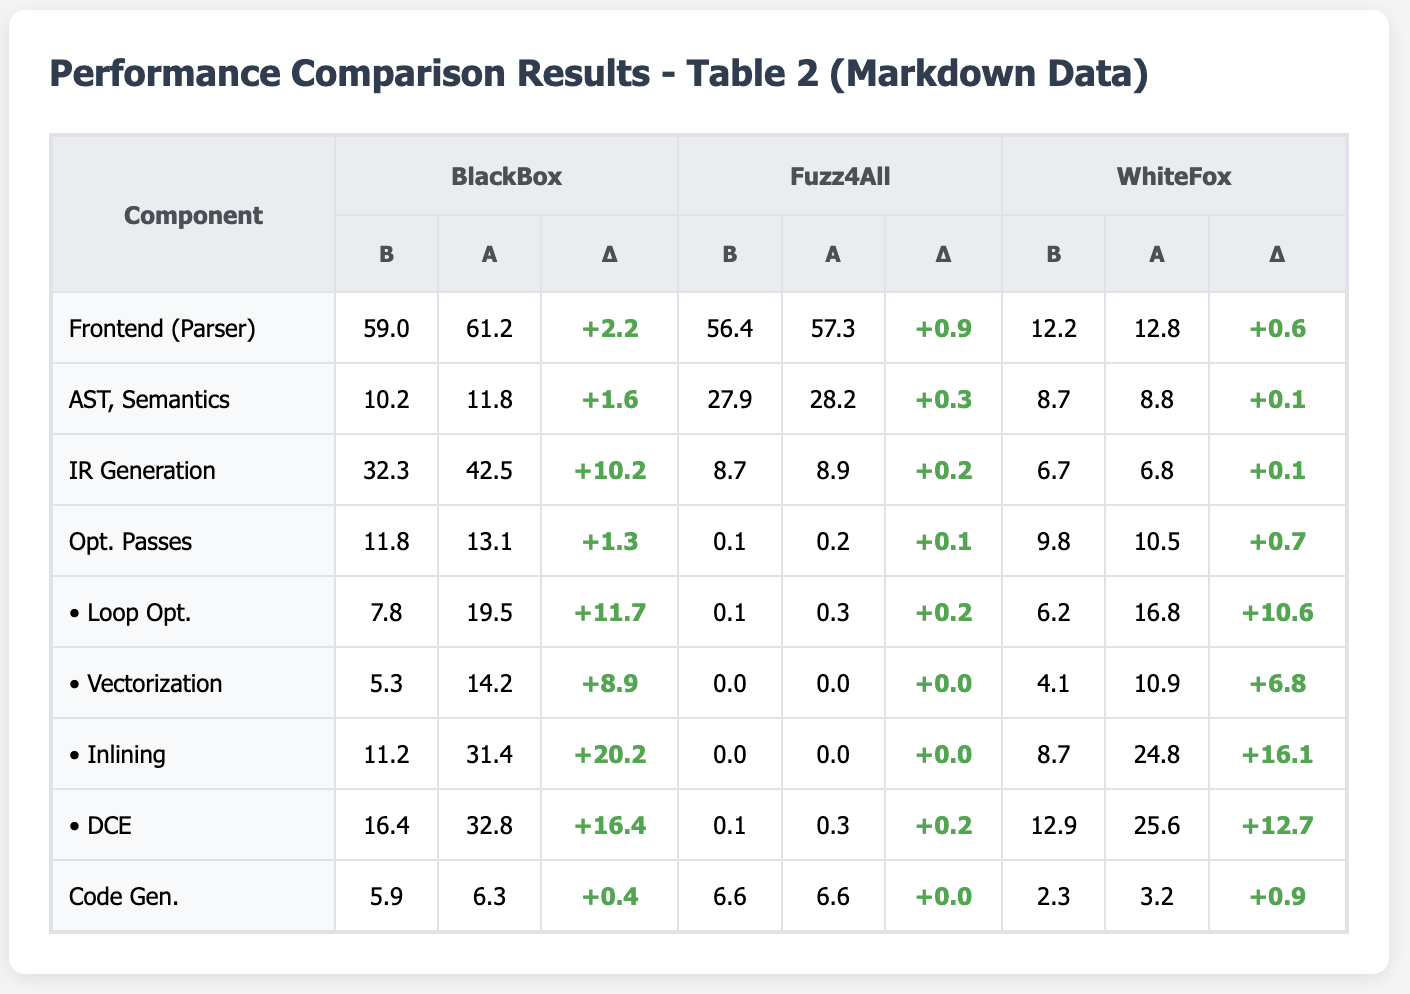 Performance Comparison Results - Table 2 (Markdown Data)
Component BlackBox Fuzz4All WhiteFox
B A Δ B A Δ B A Δ
Frontend (Parser) 59.0 61.2 +2.2 56.4 57.3 +0.9 12.2 12.8 +0.6
AST, Semantics 10.2 11.8 +1.6 27.9 28.2 +0.3 8.7 8.8 +0.1
IR Generation 32.3 42.5 +10.2 8.7 8.9 +0.2 6.7 6.8 +0.1
Opt. Passes 11.8 13.1 +1.3 0.1 0.2 +0.1 9.8 10.5 +0.7
• Loop Opt. 7.8 19.5 +11.7 0.1 0.3 +0.2 6.2 16.8 +10.6
• Vectorization 5.3 14.2 +8.9 0.0 0.0 +0.0 4.1 10.9 +6.8
• Inlining 11.2 31.4 +20.2 0.0 0.0 +0.0 8.7 24.8 +16.1
• DCE 16.4 32.8 +16.4 0.1 0.3 +0.2 12.9 25.6 +12.7
Code Gen. 5.9 6.3 +0.4 6.6 6.6 +0.0 2.3 3.2 +0.9